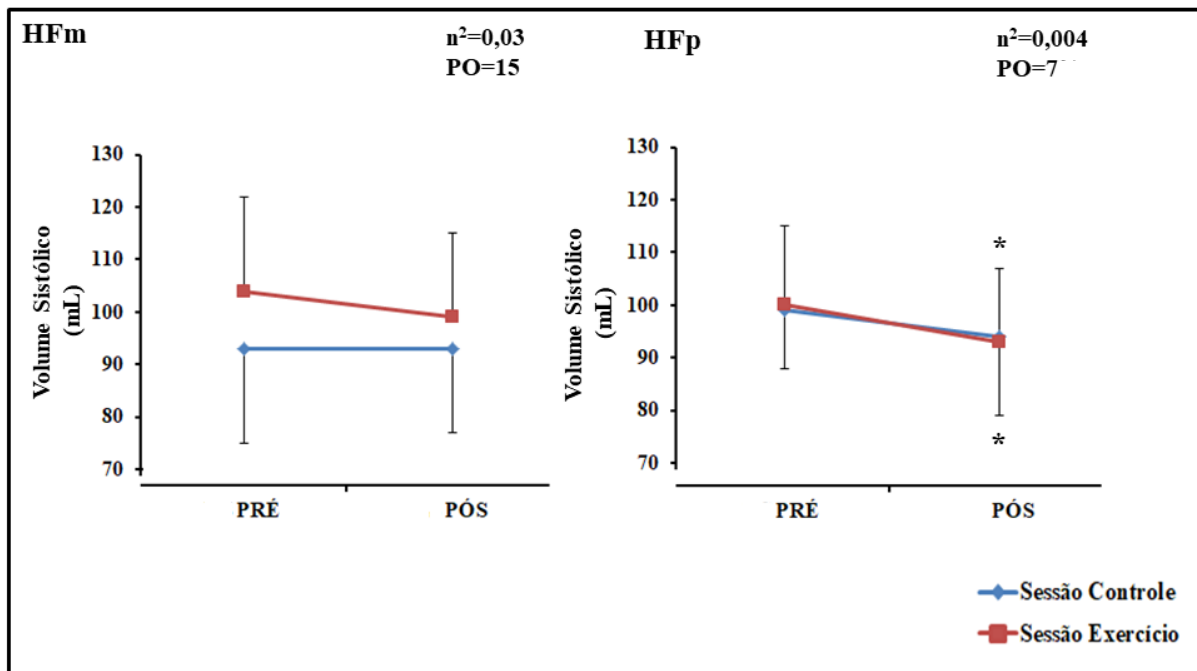 HFm
n²=0,03
PO=15
Volume Sistólico
(mL)
130
120
110
100
90
80
70
PRÉ PÓS
HFp
n²=0,004
PO=7
Volume Sistólico
(mL)
130
120
110
100
90
80
70
*
*
PRÉ PÓS
Sessão Controle
Sessão Exercício